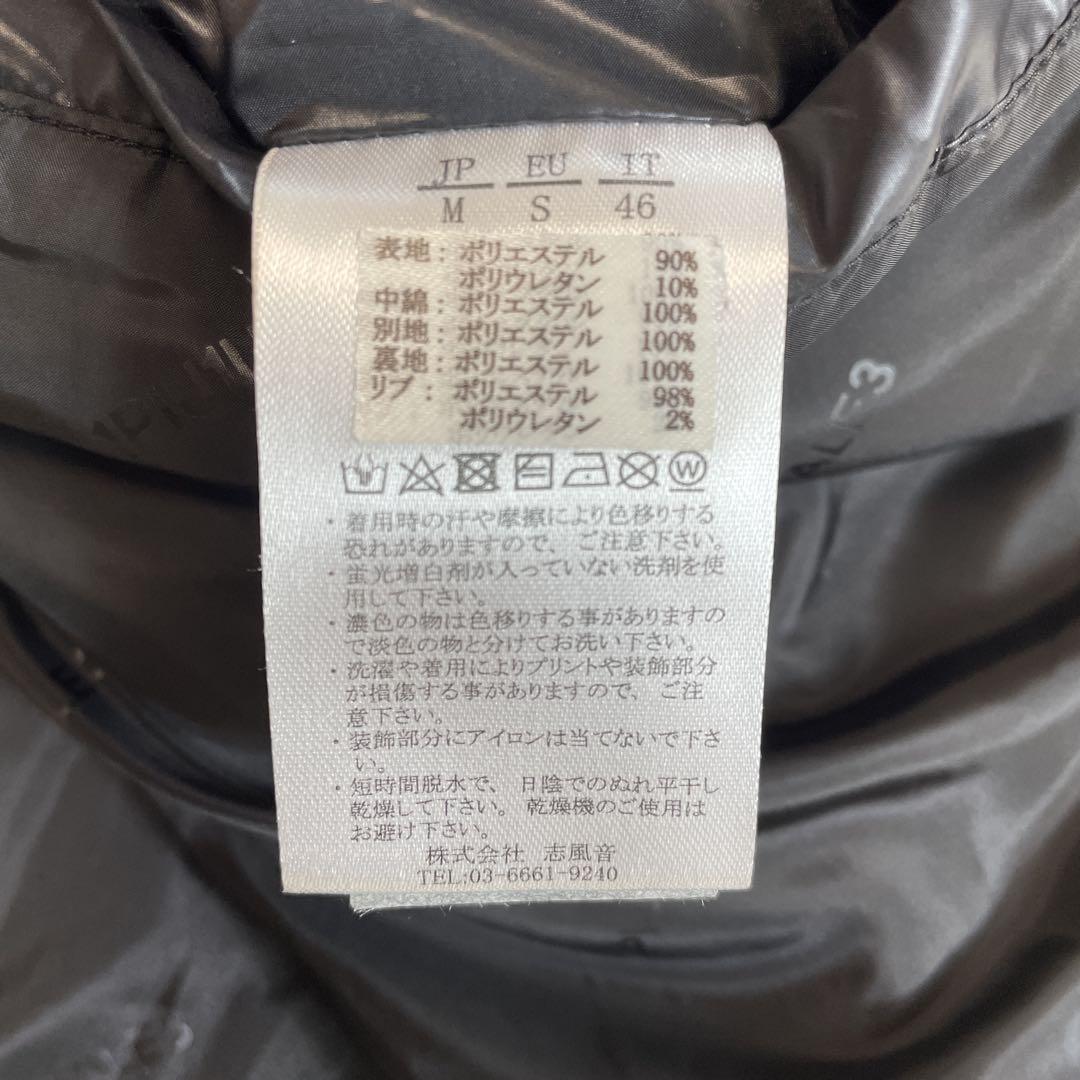 JP EU IT
M S 46
表地：ポリエステル 90%
ポリウレタン 10%
中綿：ポリエステル 100%
別地：ポリエステル 100%
裏地：ポリエステル 100%
リブ：ポリエステル 98%
ポリウレタン 2%
W
・着用時の汗や摩擦により色移りする
恐れがありますので、ご注意下さい。
・蛍光増白剤が入っていない洗剤を使
用して下さい。
・濃色の物は色移りする事がありますの
で淡色の物と分けてお洗い下さい。
・洗濯や着用によりプリントや装飾部分
が損傷する事がありますので、ご注
意下さい。
・装飾部分にアイロンは当てないで下さ
い。
・短時間脱水で、日陰でのぬれ平干し
乾燥して下さい。乾燥機のご使用は
お避け下さい。
株式会社 志風音
TEL:03-6661-9240